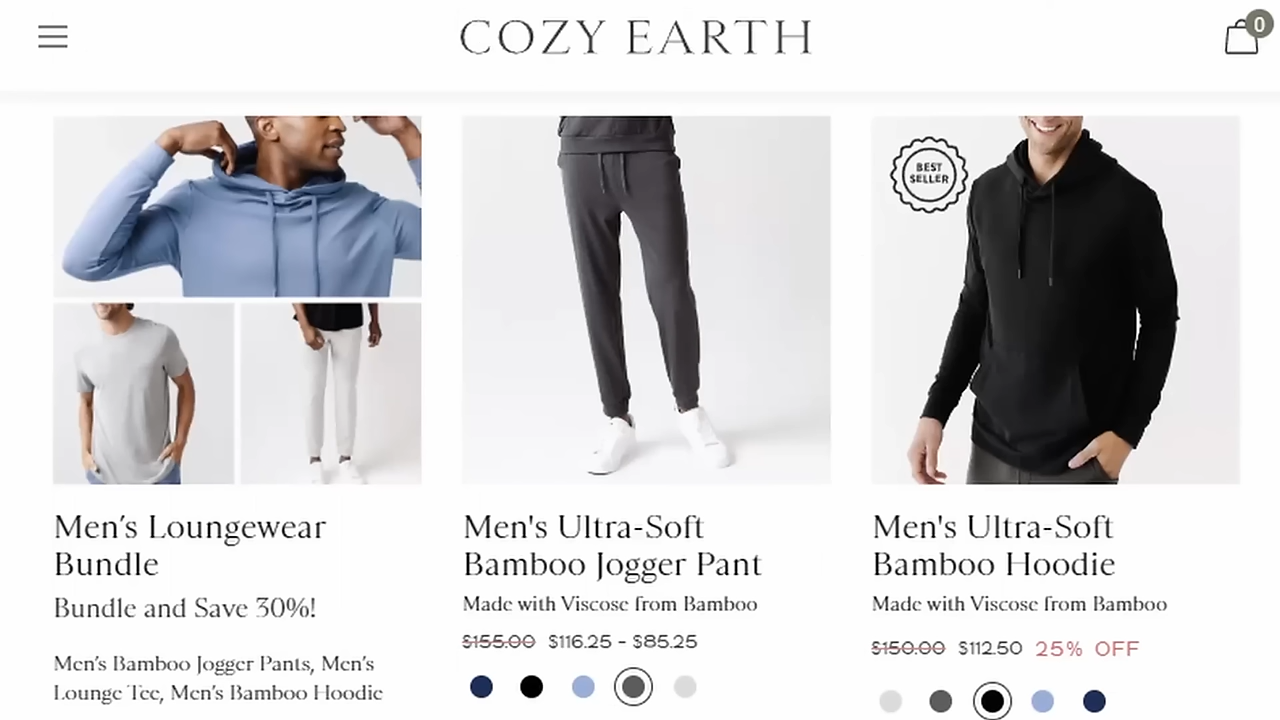 COZY EARTH
0
BEST
SELLER
Men's Loungewear
Bundle
Bundle and Save 30%!
Men's Bamboo Jogger Pants, Men's
Lounge Tee, Men's Bamboo Hoodie
Men's Ultra-Soft
Bamboo Jogger Pant
Made with Viscose from Bamboo
$155.00 $116.25 - $85.25
Men's Ultra-Soft
Bamboo Hoodie
Made with Viscose from Bamboo
$150.00 $112.50 25% OFF